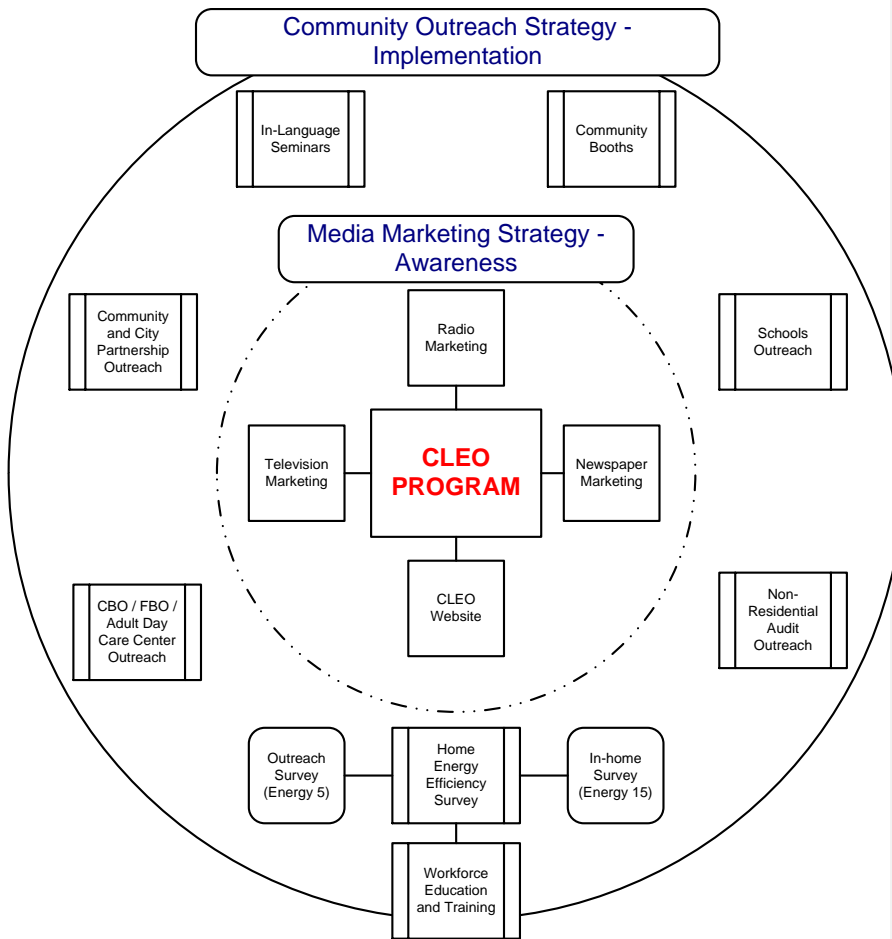 Community Outreach Strategy -
Implementation
In-Language
Seminars
Community
Booths
Media Marketing Strategy -
Awareness
Community
and City
Partnership
Outreach
Radio
Marketing
Schools
Outreach
Television
Marketing
CLEO
PROGRAM
Newspaper
Marketing
CLEO
Website
CBO / FBO /
Adult Day
Care Center
Outreach
Non-
Residential
Audit
Outreach
Outreach
Survey
(Energy 5)
Home
Energy
Efficiency
Survey
In-home
Survey
(Energy 15)
Workforce
Education
and Training